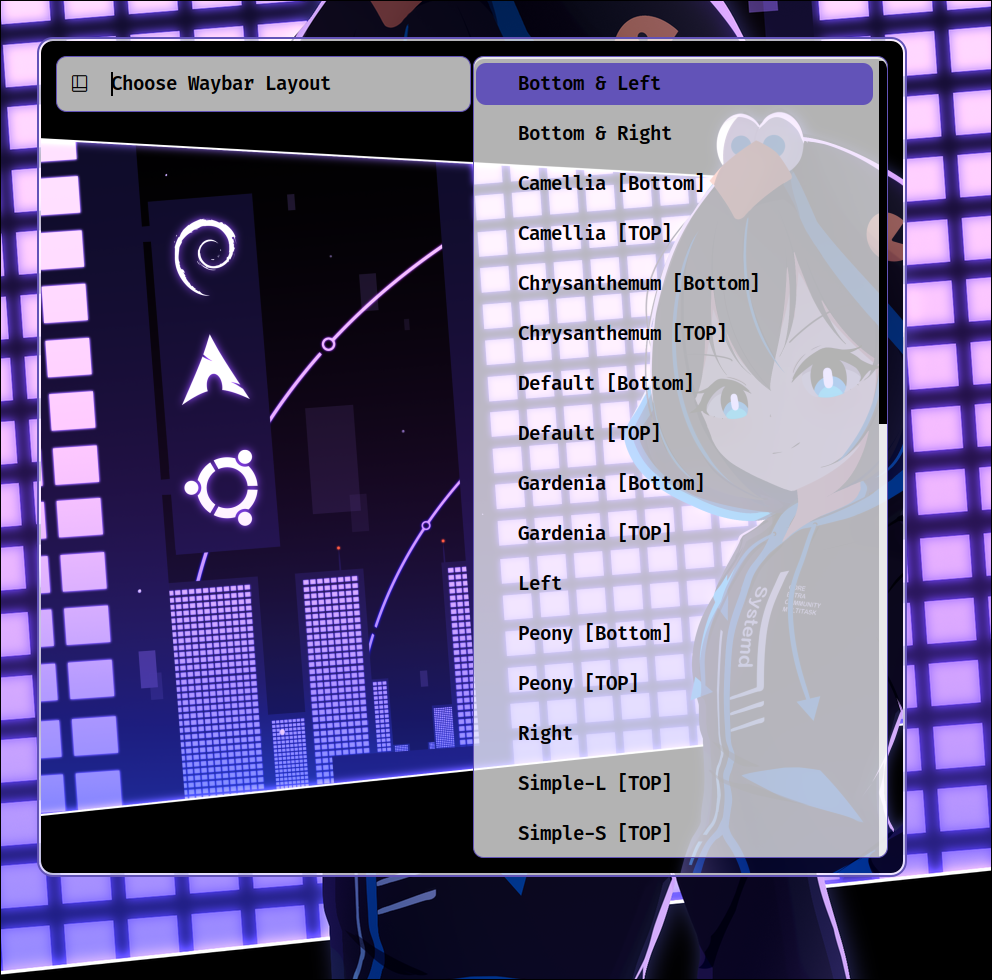 Choose Waybar Layout
Bottom & Left
Bottom & Right
Camellia [Bottom]
Camellia [TOP]
Chrysanthemum [Bottom]
Chrysanthemum [TOP]
Default [Bottom]
Default [TOP]
Gardenia [Bottom]
Gardenia [TOP]
Left
Peony [Bottom]
Peony [TOP]
Right
Simple-L [TOP]
Simple-S [TOP]
Systemd